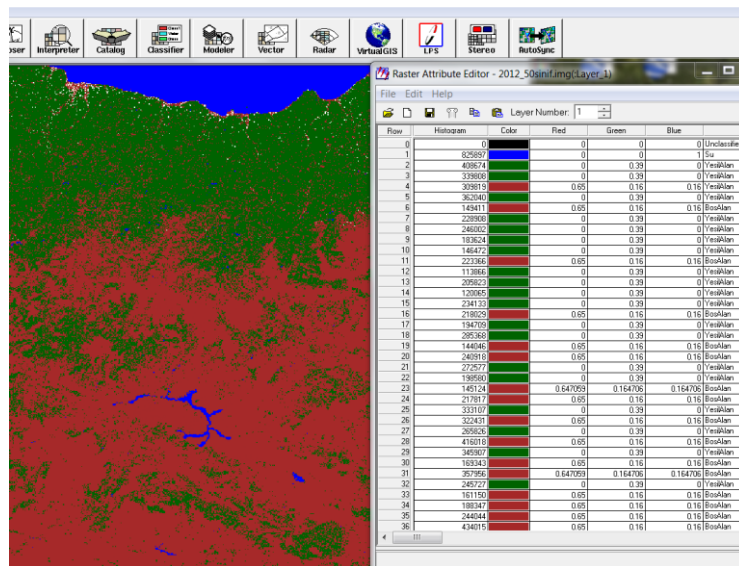 oser Interpreter Catalog Classifier Modeler Vector Radar VirtualGIS LPS Stereo AutoSync
Raster Attribute Editor - 2012_50sinif.img(:Layer_1)
File Edit Help
Layer Number: 1
Row Histogram Color Red Green Blue
0 0 0 0 0 Unclassifie
1 825897 0 0 1 Su
2 408674 0 0.39 0 YesilAlan
3 339808 0 0.39 0 YesilAlan
4 309819 0.65 0.16 0.16 YesilAlan
5 362040 0 0.39 0 YesilAlan
6 149411 0.65 0.16 0.16 BosAlan
7 228908 0 0.39 0 YesilAlan
8 246002 0 0.39 0 YesilAlan
9 183624 0 0.39 0 YesilAlan
10 146472 0 0.39 0 YesilAlan
11 223366 0.65 0.16 0.16 BosAlan
12 113866 0 0.39 0 YesilAlan
13 205823 0 0.39 0 YesilAlan
14 120065 0 0.39 0 YesilAlan
15 234133 0 0.39 0 YesilAlan
16 218029 0.65 0.16 0.16 BosAlan
17 194709 0 0.39 0 YesilAlan
18 285368 0 0.39 0 YesilAlan
19 144046 0.65 0.16 0.16 BosAlan
20 240918 0.65 0.16 0.16 BosAlan
21 272577 0 0.39 0 YesilAlan
22 198580 0 0.39 0 YesilAlan
23 145124 0.647059 0.164706 0.164706 BosAlan
24 217817 0.65 0.16 0.16 BosAlan
25 333107 0 0.39 0 YesilAlan
26 322431 0.65 0.16 0.16 BosAlan
27 265826 0 0.39 0 YesilAlan
28 416018 0.65 0.16 0.16 BosAlan
29 345907 0 0.39 0 YesilAlan
30 169343 0.65 0.16 0.16 BosAlan
31 357956 0.647059 0.164706 0.164706 BosAlan
32 245727 0 0.39 0 YesilAlan
33 161150 0.65 0.16 0.16 BosAlan
34 188347 0.65 0.16 0.16 BosAlan
35 244044 0.65 0.16 0.16 BosAlan
36 434015 0.65 0.16 0.16 BosAlan